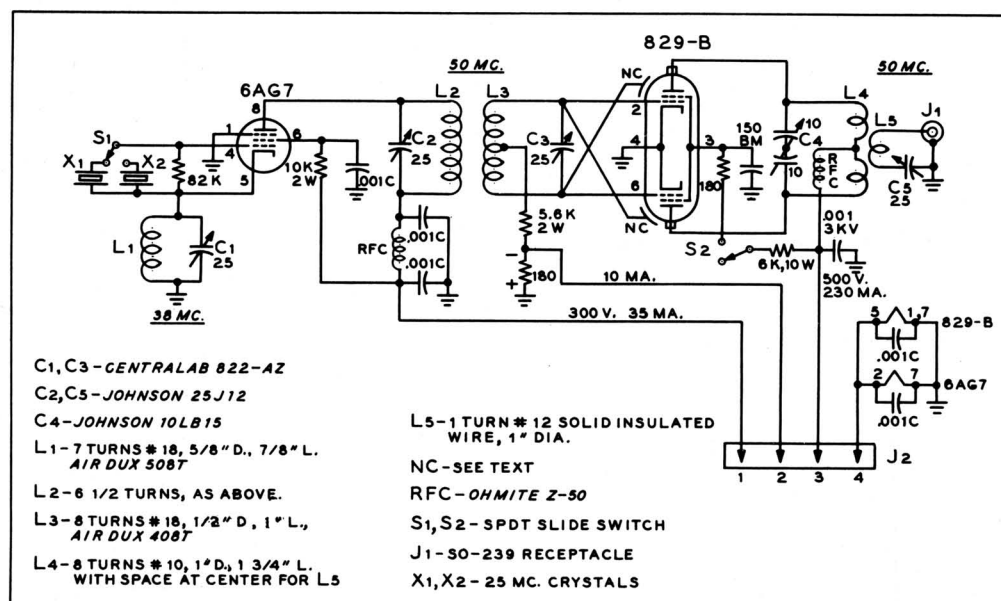 829-B
50 MC.
50 MC.
NC
6AG7
L2
L3
L4
J1
8
L5
S1
1
6
C2
25
C3
25
2
4
3
150
BM
10
C4
10
X1
X2
4
82 K
5
10K
2W
.001C
6
180
RFC
C5
25
NC
L1
C1
25
.001C
RFC
.001C
5.6K
2 W
−
+
180
S2
6K, 10 W
.001
3 KV
500 V.
230 MA.
38 MC.
10 MA.
300 V. 35 MA.
5
1,7
829-B
.001C
2
7
6AG7
.001C
C1, C3 - CENTRALAB 822-AZ
C2, C5 - JOHNSON 25J12
C4 - JOHNSON 10LB15
L1 - 7 TURNS # 18, 5/8" D., 7/8" L.
AIR DUX 508T
L2 - 6 1/2 TURNS, AS ABOVE.
L3 - 8 TURNS # 18, 1/2" D, 1" L.,
AIR DUX 408T
L4 - 8 TURNS # 10, 1" D., 1 3/4" L.
WITH SPACE AT CENTER FOR L5
L5 - 1 TURN # 12 SOLID INSULATED
WIRE, 1" DIA.
NC - SEE TEXT
RFC - OHMITE Z-50
S1, S2 - SPDT SLIDE SWITCH
J1 - SO-239 RECEPTACLE
X1, X2 - 25 MC. CRYSTALS
J2
1 2 3 4